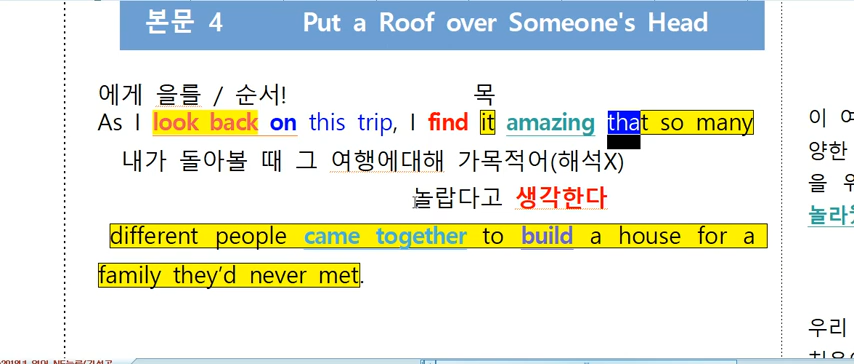 본문 4 Put a Roof over Someone's Head
에게 을를 / 순서! 목
As I look back on this trip, I find it amazing that so many
내가 돌아볼 때 그 여행에대해 가목적어(해석X)
놀랍다고 생각한다
different people came together to build a house for a
family they’d never met.
이 여
양한
을 위
놀라
우리